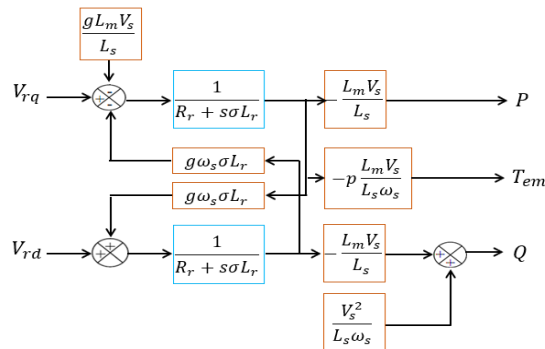 gL_mV_s / L_s
V_rq
+ - -
1 / (R_r + sσL_r)
- L_mV_s / L_s
P
gω_sσL_r
-p L_mV_s / (L_sω_s)
T_em
gω_sσL_r
V_rd
+ +
1 / (R_r + sσL_r)
- L_mV_s / L_s
+ +
Q
V_s^2 / (L_sω_s)